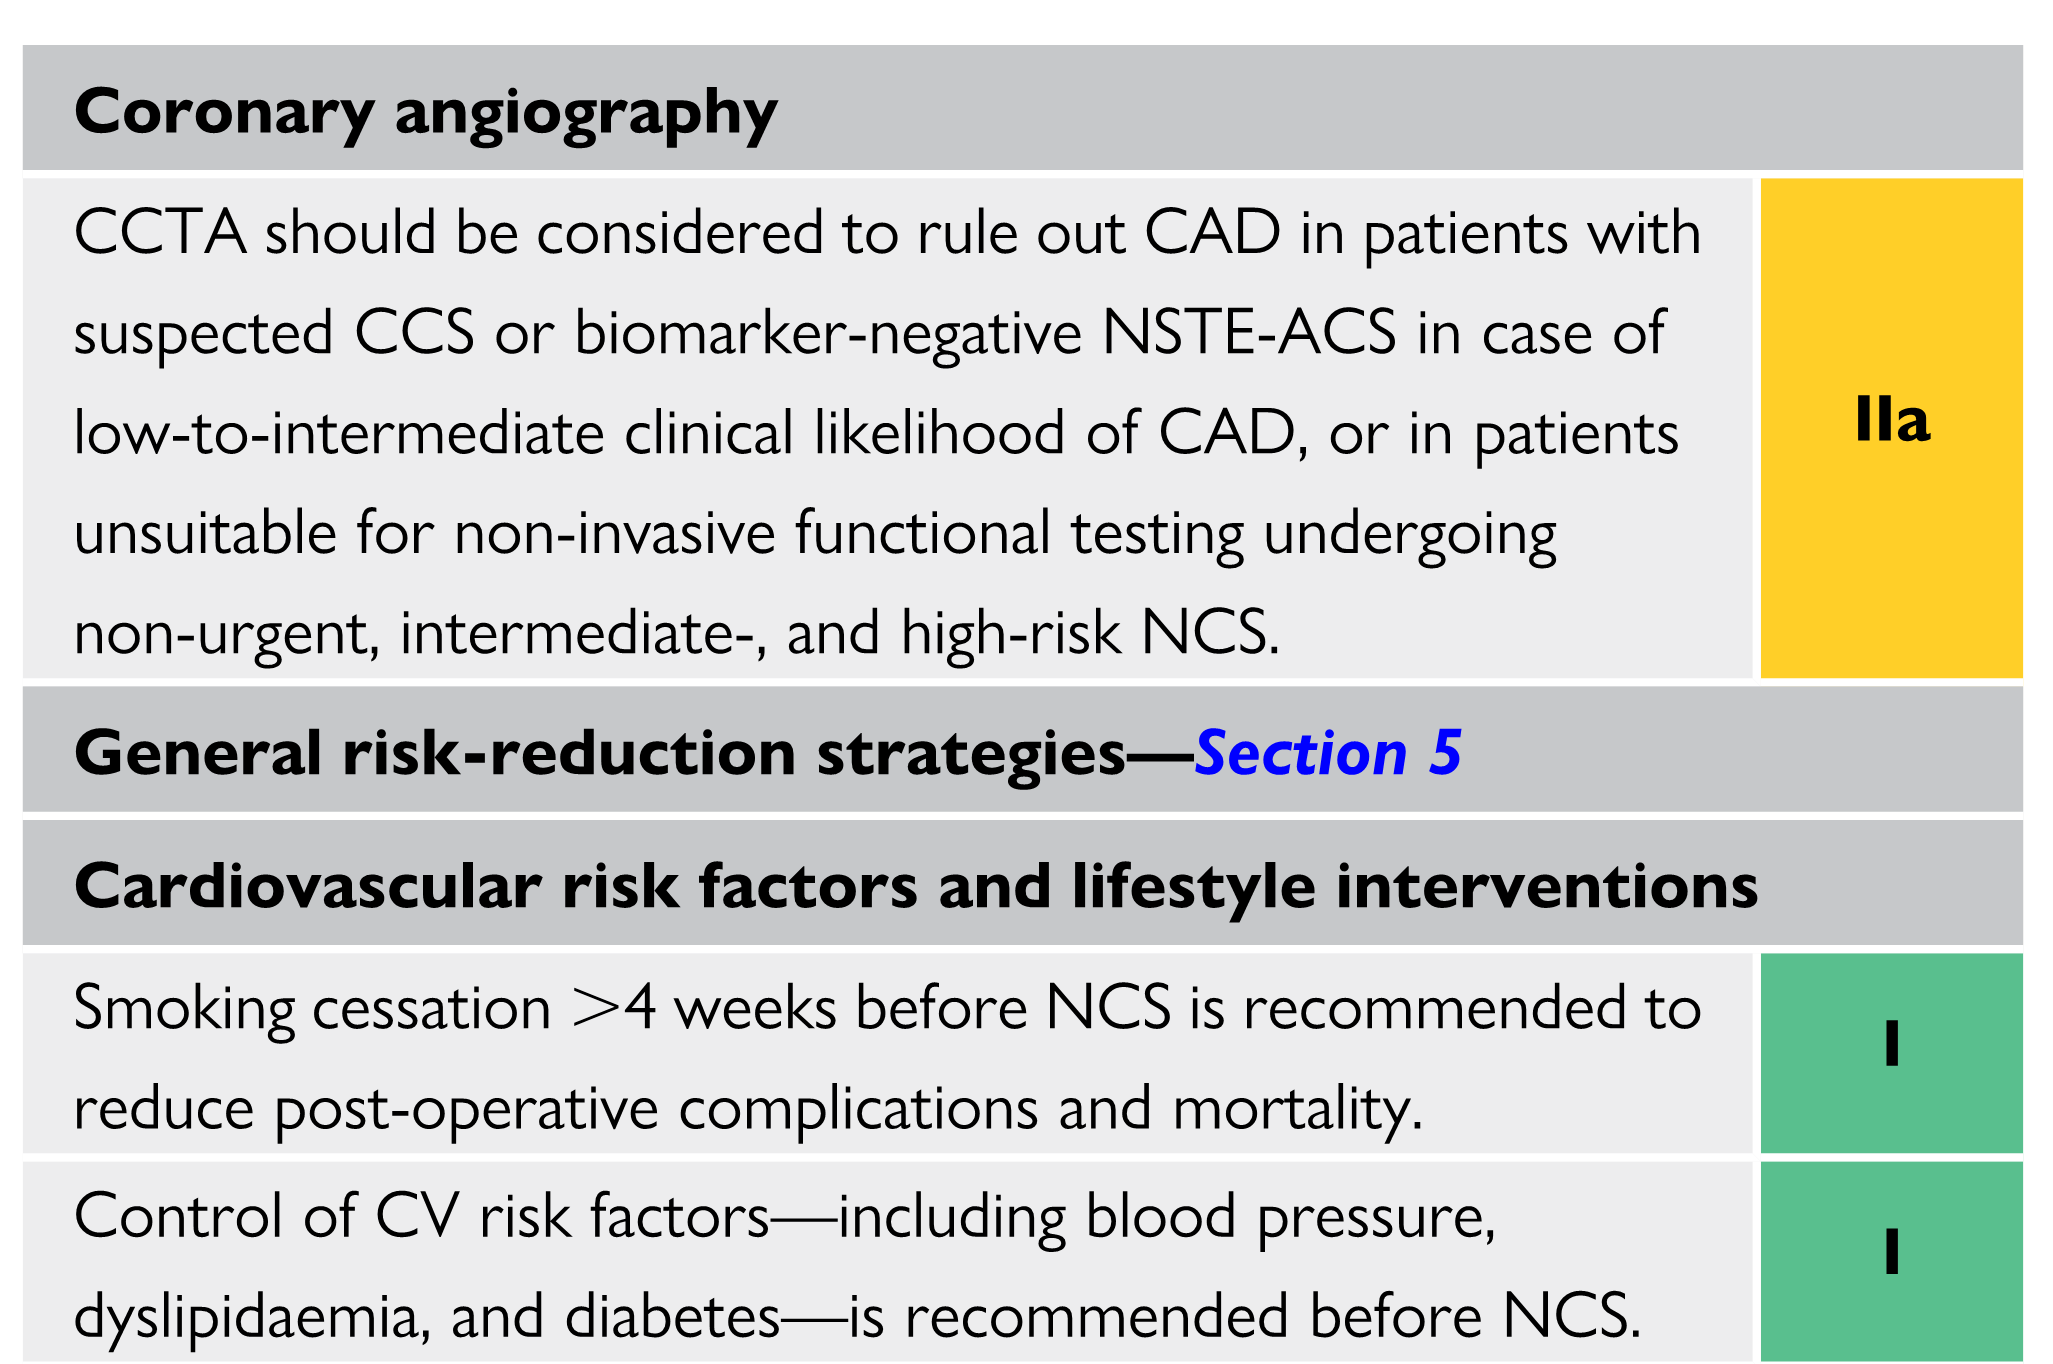 Coronary angiography
CCTA should be considered to rule out CAD in patients with
suspected CCS or biomarker-negative NSTE-ACS in case of
low-to-intermediate clinical likelihood of CAD, or in patients
unsuitable for non-invasive functional testing undergoing
non-urgent, intermediate-, and high-risk NCS.
IIa
General risk-reduction strategies—Section 5
Cardiovascular risk factors and lifestyle interventions
Smoking cessation >4 weeks before NCS is recommended to
reduce post-operative complications and mortality.
I
Control of CV risk factors—including blood pressure,
dyslipidaemia, and diabetes—is recommended before NCS.
I